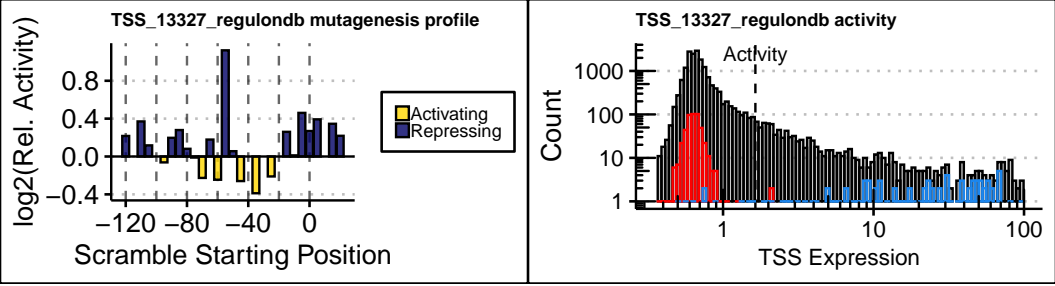 TSS_13327_regulondb mutagenesis profile
log2(Rel. Activity)
0.8
0.4
0.0
−0.4
−120 −80 −40 0
Scramble Starting Position
Activating
Repressing
TSS_13327_regulondb activity
Activity
Count
1000
100
10
1
1 10 100
TSS Expression